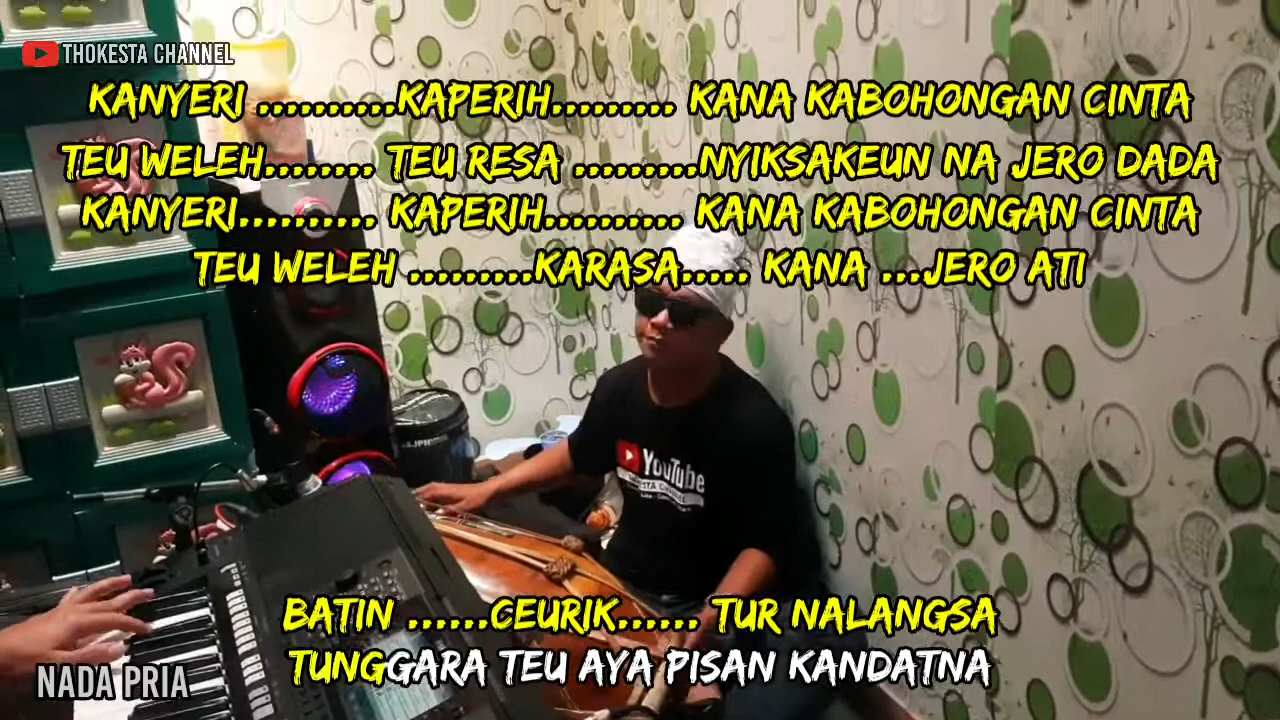 THOKESTA CHANNEL
KANYERI ..........KAPERIH......... KANA KABOHONGAN CINTA
TEU WELEH........ TEU RESA .........NYIKSAKEUN NA JERO DADA
KANYERI.......... KAPERIH.......... KANA KABOHONGAN CINTA
TEU WELEH .........KARASA..... KANA ...JERO ATI
YouTube
BATIN ......CEURIK...... TUR NALANGSA
TUNGGARA TEU AYA PISAN KANDATNA
NADA PRIA